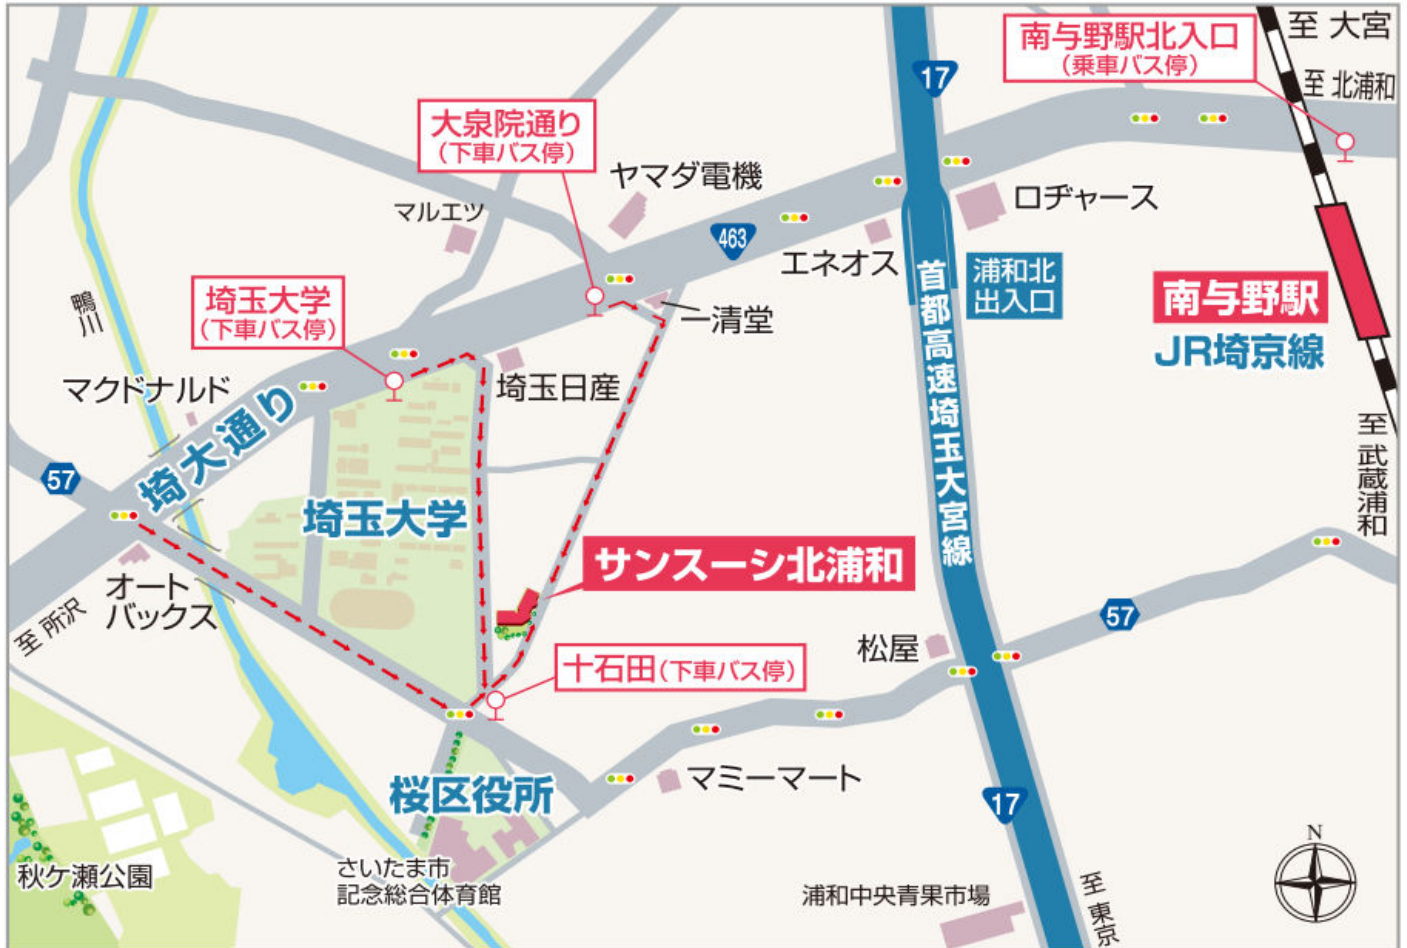 南与野駅北入口
(乗車バス停)
至 大宮
至 北浦和
17
大泉院通り
(下車バス停)
ヤマダ電機
マルエツ
ロヂャース
463
エネオス
浦和北
出入口
首都高速埼玉大宮線
南与野駅
JR埼京線
埼玉大学
(下車バス停)
鴨川
一清堂
マクドナルド
埼玉日産
埼大通り
至 武蔵浦和
57
埼玉大学
サンスーシ北浦和
オート
バックス
至 所沢
57
松屋
十石田(下車バス停)
マミーマート
桜区役所
17
N
秋ケ瀬公園
さいたま市
記念総合体育館
浦和中央青果市場
至 東京